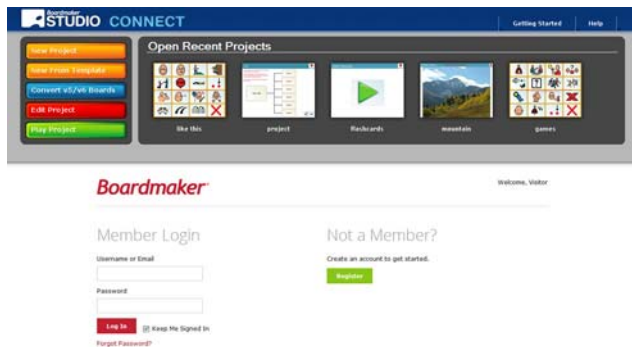 Boardmaker
STUDIO CONNECT
Getting Started
Help
New Project
New From Template
Convert v5/v6 Boards
Edit Project
Play Project
Open Recent Projects
like this
project
flashcards
mountain
games
Boardmaker
Welcome, Visitor
Member Login
Username or Email
Password
Log In
Keep Me Signed In
Forgot Password?
Not a Member?
Create an account to get started.
Register